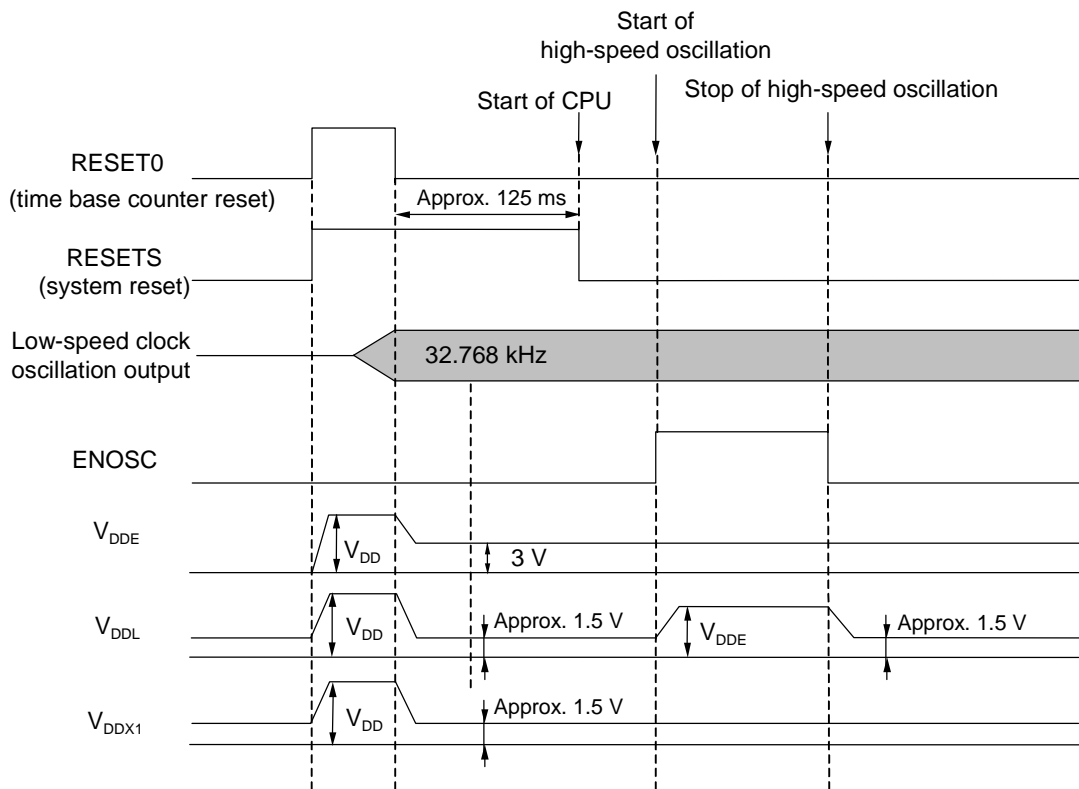 Start of
high-speed oscillation
Start of CPU
Stop of high-speed oscillation
RESET0
(time base counter reset)
Approx. 125 ms
RESETS
(system reset)
Low-speed clock
oscillation output
32.768 kHz
ENOSC
VDDE
VDD
3 V
VDDL
VDD
Approx. 1.5 V
VDDE
Approx. 1.5 V
VDDX1
VDD
Approx. 1.5 V